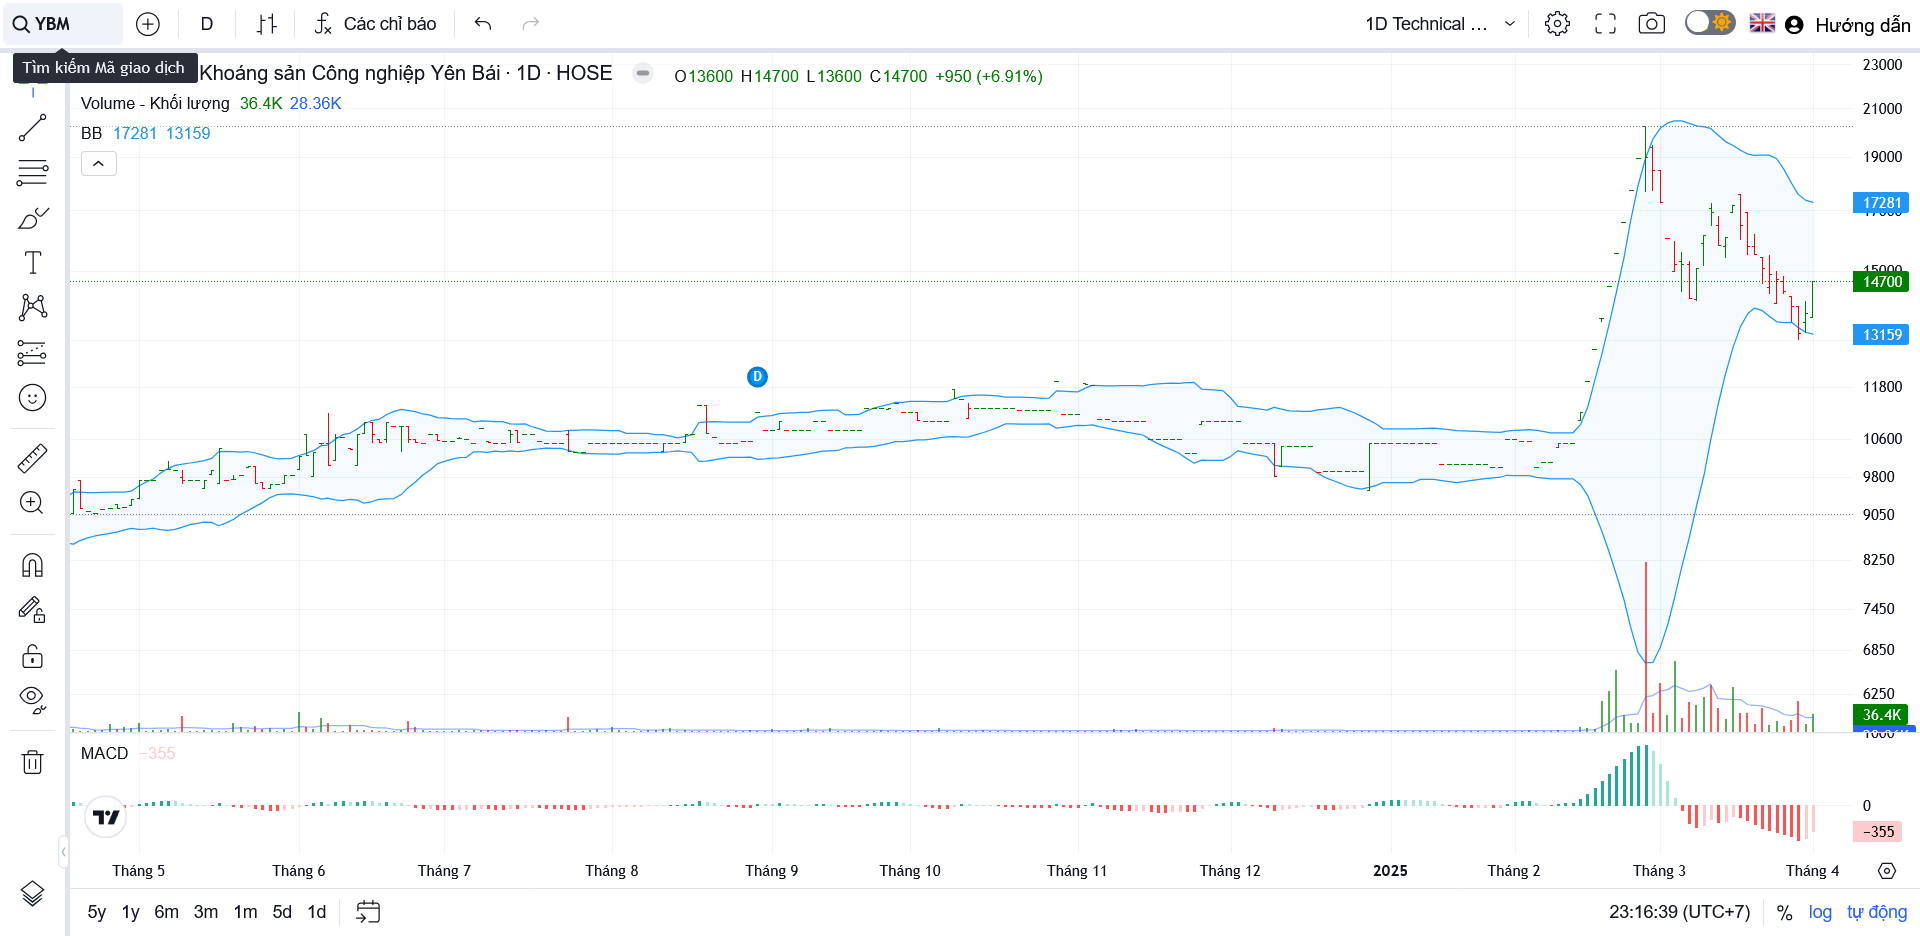 YBM
D
Các chỉ báo
1D Technical ...
Hướng dẫn
Tìm kiếm Mã giao dịch
Khoáng sản Công nghiệp Yên Bái · 1D · HOSE
O13600 H14700 L13600 C14700 +950 (+6.91%)
Volume - Khối lượng 36.4K 28.36K
BB 17281 13159
23000
21000
19000
17281
17000
15000
14700
13159
11800
10600
9800
9050
8250
7450
6850
6250
36.4K
1000
D
MACD −355
0
−355
Tháng 5
Tháng 6
Tháng 7
Tháng 8
Tháng 9
Tháng 10
Tháng 11
Tháng 12
2025
Tháng 2
Tháng 3
Tháng 4
5y 1y 6m 3m 1m 5d 1d
23:16:39 (UTC+7)
% log tự động